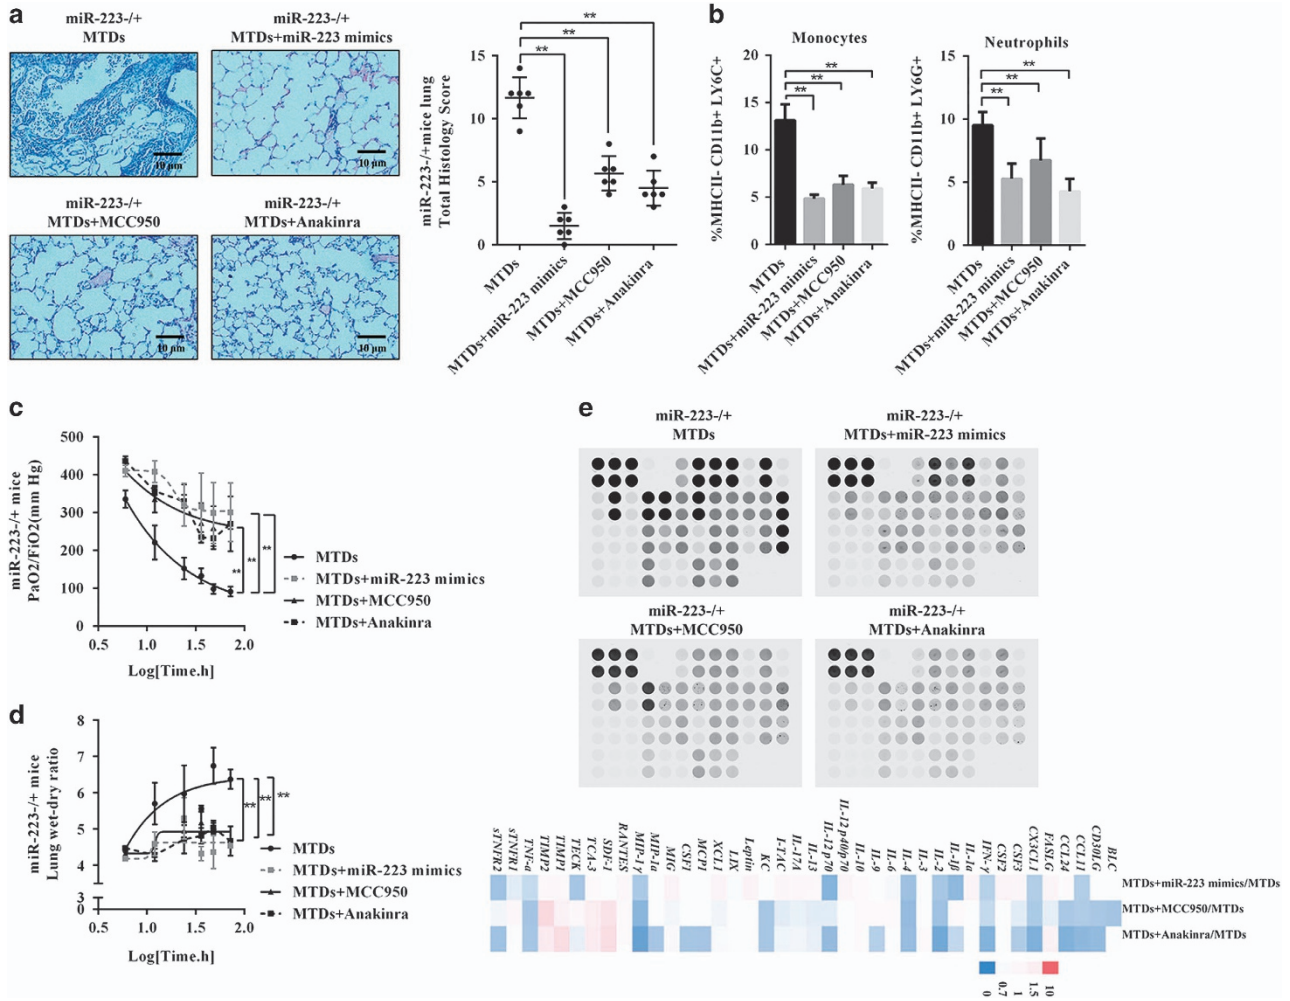 a
miR-223-/+
MTDs
miR-223-/+
MTDs+miR-223 mimics
10 μm
10 μm
miR-223-/+
MTDs+MCC950
miR-223-/+
MTDs+Anakinra
10 μm
10 μm
miR-223-/+mice lung
Total Histology Score
15
10
5
0
**
**
**
MTDs
MTDs+miR-223 mimics
MTDs+MCC950
MTDs+Anakinra
b
Monocytes
%MHCII- CD11b+ LY6C+
20
15
10
5
0
**
**
**
MTDs
MTDs+miR-223 mimics
MTDs+MCC950
MTDs+Anakinra
Neutrophils
%MHCII- CD11b+ LY6G+
15
10
5
0
**
**
**
MTDs
MTDs+miR-223 mimics
MTDs+MCC950
MTDs+Anakinra
c
miR-223-/+ mice
PaO2/FiO2(mm Hg)
500
400
300
200
100
0
0.5 1.0 1.5 2.0
Log[Time.h]
**
**
**
MTDs
MTDs+miR-223 mimics
MTDs+MCC950
MTDs+Anakinra
d
miR-223-/+ mice
Lung wet-dry ratio
8
7
6
5
4
3
0
0.5 1.0 1.5 2.0
Log[Time.h]
**
**
**
MTDs
MTDs+miR-223 mimics
MTDs+MCC950
MTDs+Anakinra
e
miR-223-/+
MTDs
miR-223-/+
MTDs+miR-223 mimics
miR-223-/+
MTDs+MCC950
miR-223-/+
MTDs+Anakinra
sTNFR2
sTNFR1
TNF-a
TIMP2
TIMP1
TECK
TCA-3
SDF-1
RANTES
MIP-1γ
MIP-1a
MIG
CSF1
MCP1
XCL1
LIX
Leptin
KC
I-TAC
IL-17A
IL-13
IL-12 p70
IL-12 p40/p70
IL-10
IL-9
IL-6
IL-4
IL-3
IL-2
IL-1β
IL-1a
IFN-γ
CSF2
CSF3
CX3CL1
FASLG
CCL24
CCL11
CD30LG
BLC
MTDs+miR-223 mimics/MTDs
MTDs+MCC950/MTDs
MTDs+Anakinra/MTDs
0
0.7
1
1.5
10